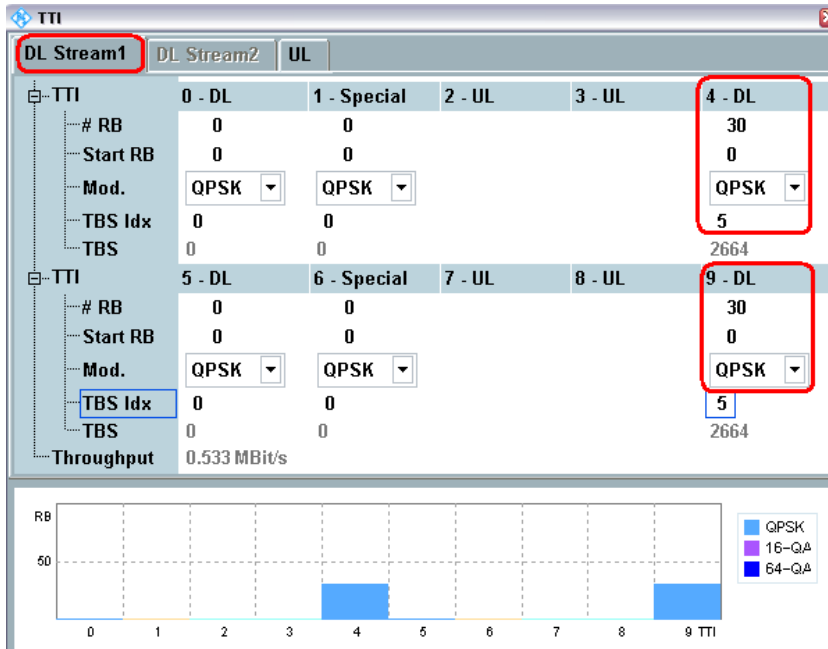 TTI
DL Stream1 DL Stream2 UL
TTI 0 - DL 1 - Special 2 - UL 3 - UL 4 - DL
# RB 0 0 30
Start RB 0 0 0
Mod. QPSK QPSK QPSK
TBS Idx 0 0 5
TBS 0 0 2664
TTI 5 - DL 6 - Special 7 - UL 8 - UL 9 - DL
# RB 0 0 30
Start RB 0 0 0
Mod. QPSK QPSK QPSK
TBS Idx 0 0 5
TBS 0 0 2664
Throughput 0.533 MBit/s
RB
50
QPSK
16-QA
64-QA
0 1 2 3 4 5 6 7 8 9 TTI